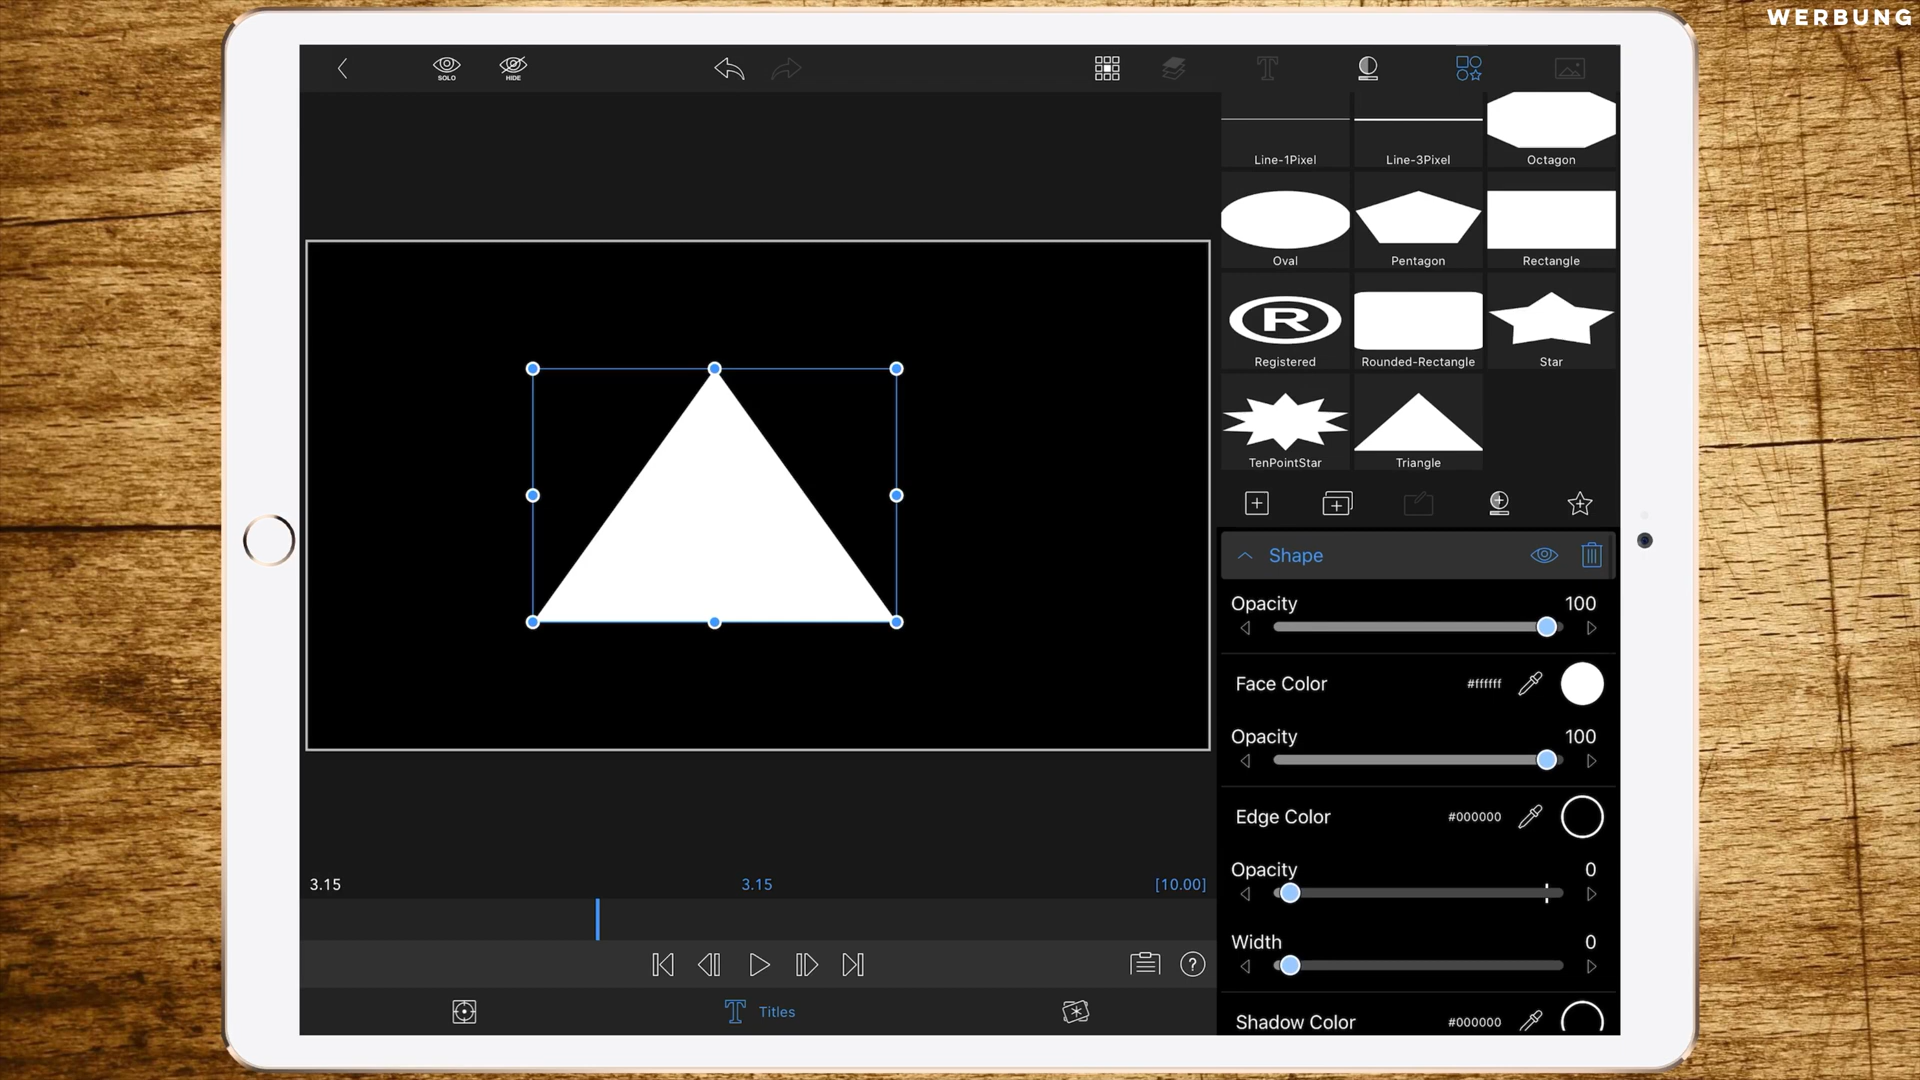 WERBUNG
SOLO
HIDE
T
Line-1Pixel
Line-3Pixel
Octagon
Oval
Pentagon
Rectangle
R
Registered
Rounded-Rectangle
Star
TenPointStar
Triangle
Shape
Opacity 100
Face Color #ffffff
Opacity 100
Edge Color #000000
Opacity 0
Width 0
Shadow Color #000000
3.15
3.15
[10.00]
?
T Titles